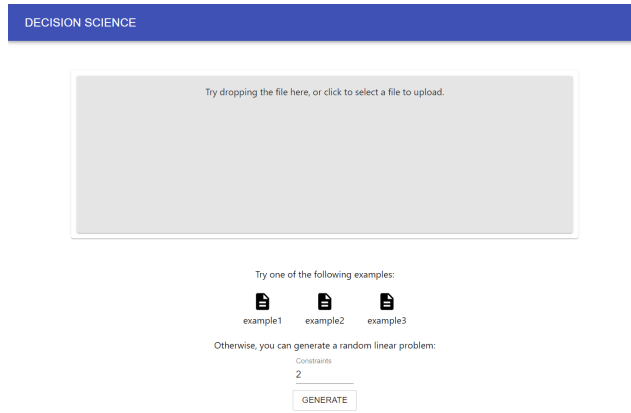 DECISION SCIENCE
Try dropping the file here, or click to select a file to upload.
Try one of the following examples:
example1 example2 example3
Otherwise, you can generate a random linear problem:
Constraints
2
GENERATE